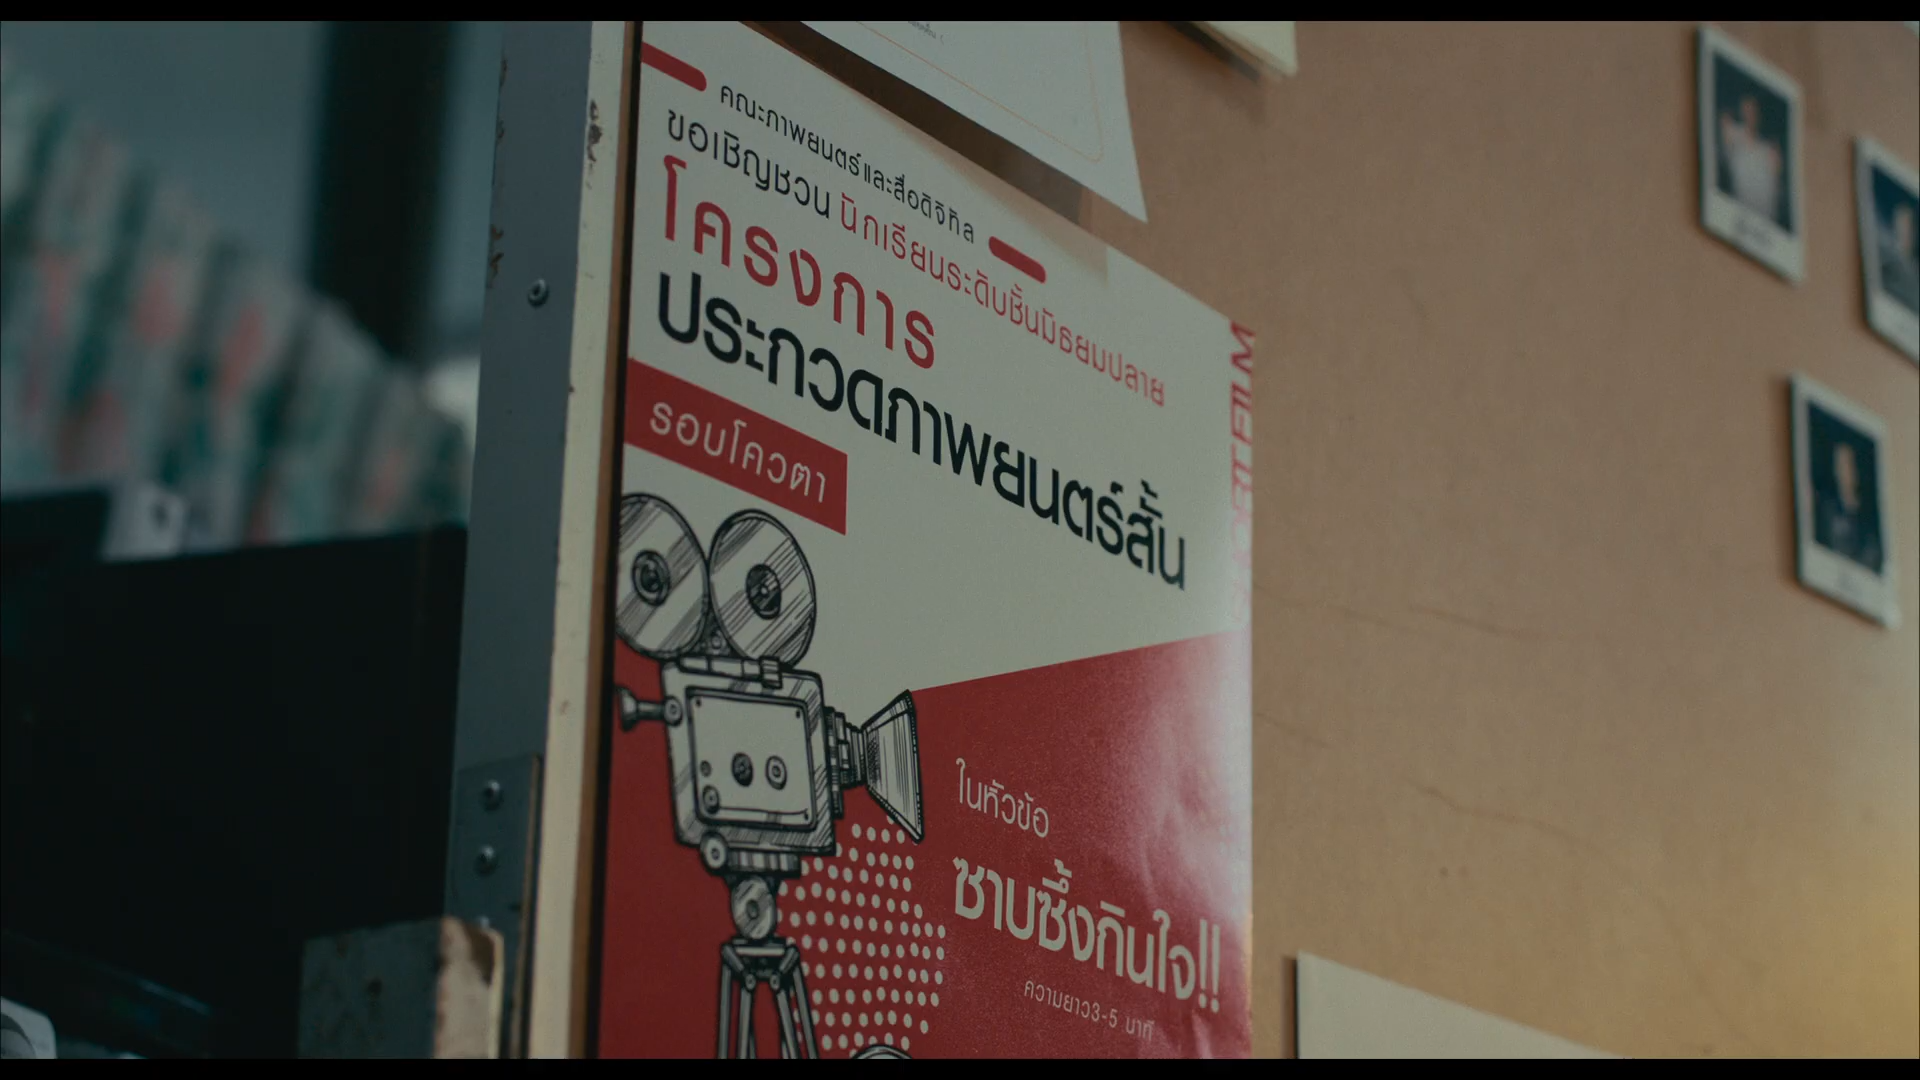 คณะภาพยนตร์และสื่อดิจิทัล
ขอเชิญชวน นักเรียนระดับชั้นมัธยมปลาย
โครงการ
ประกวดภาพยนตร์สั้น
รอบโควตา
SHORT FILM
ในหัวข้อ
ซาบซึ้งกินใจ!!
ความยาว3-5 นาที